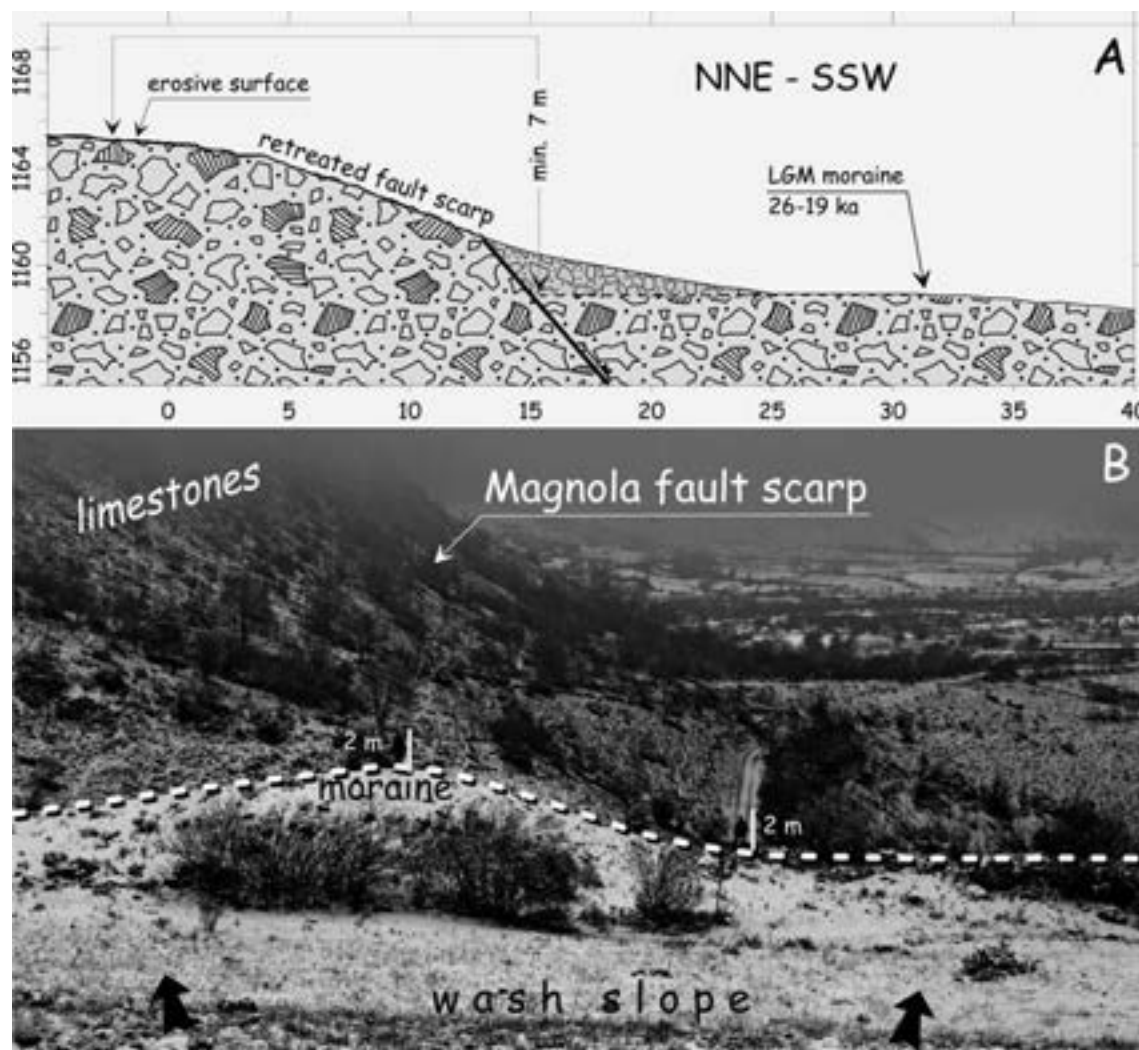 A
NNE - SSW
erosive surface
retreated fault scarp
min. 7 m
LGM moraine
26-19 ka
1168
1164
1160
1156
0 5 10 15 20 25 30 35 40
B
limestones
Magnola fault scarp
2 m
moraine
2 m
wash slope